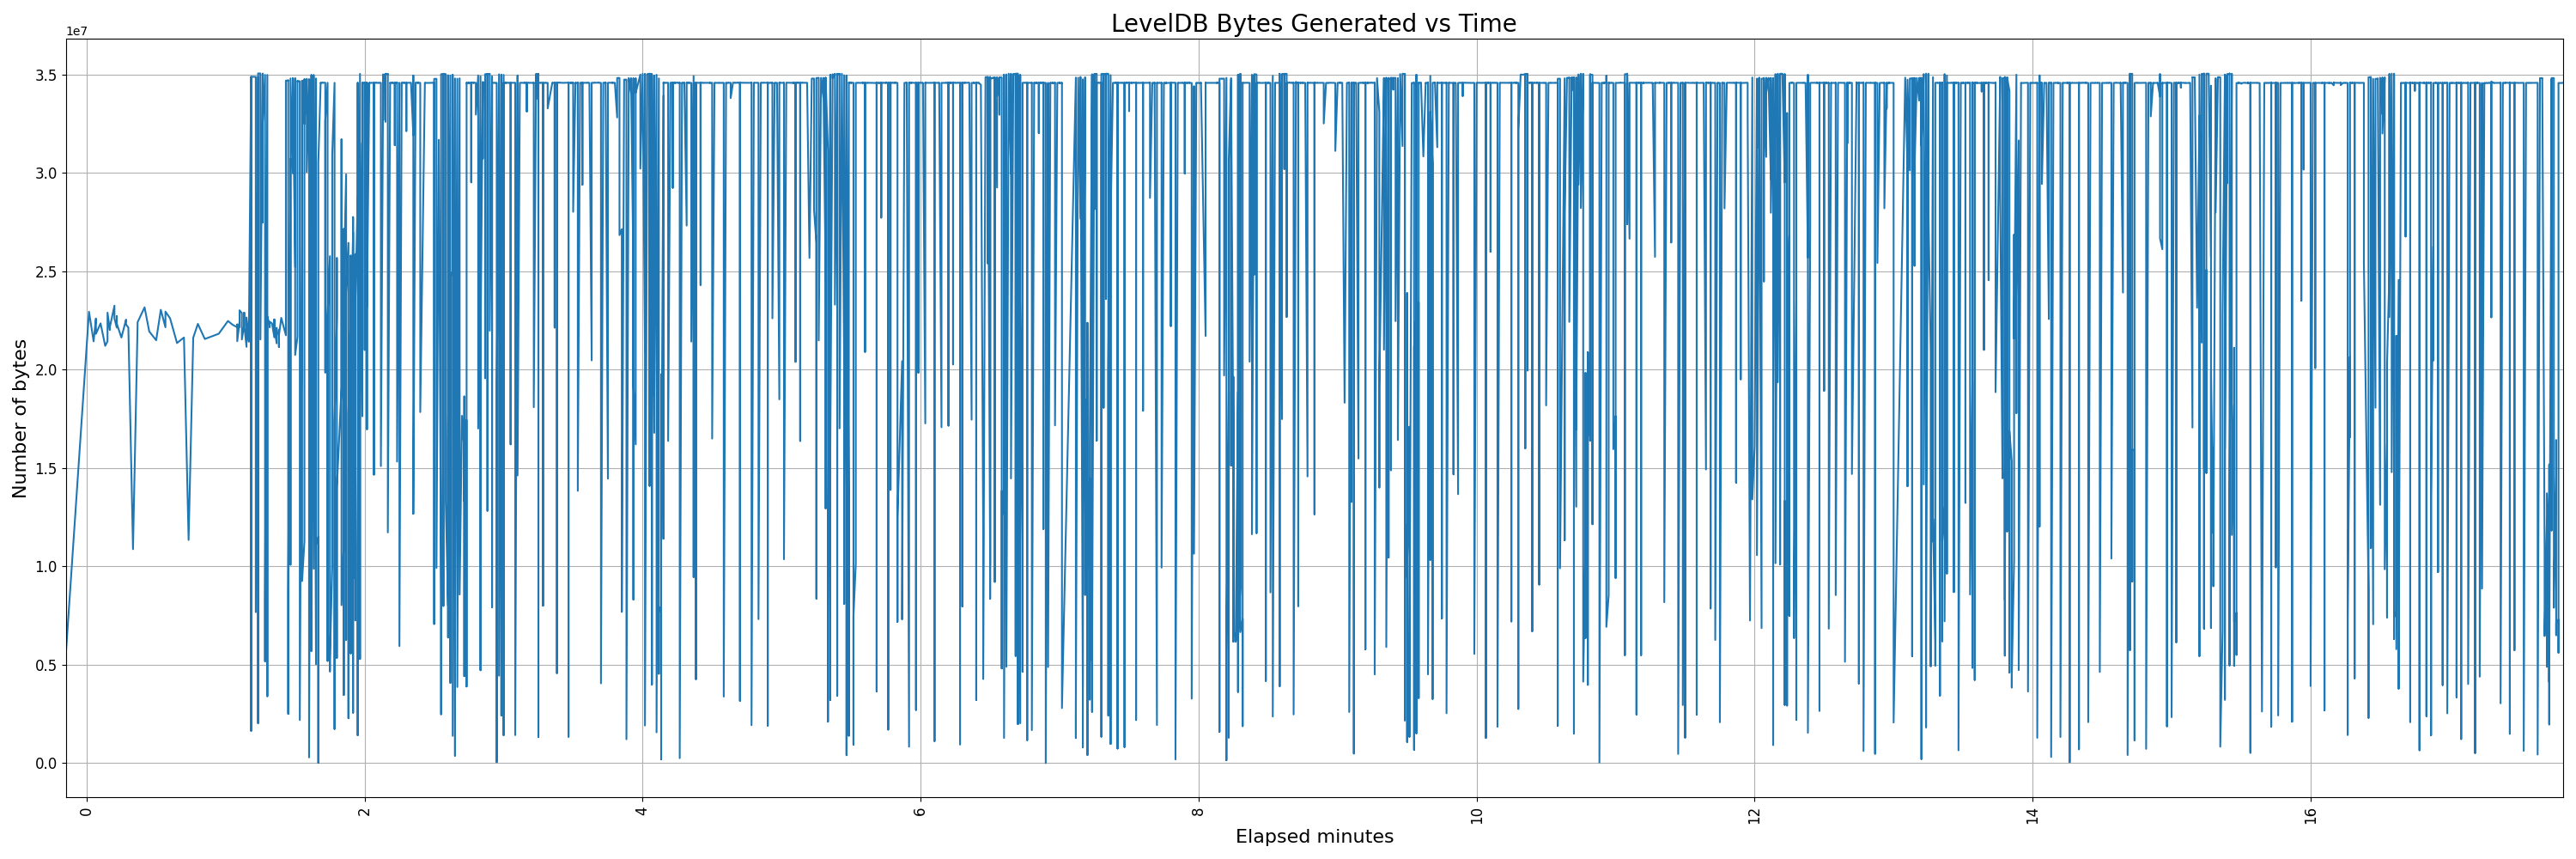 LevelDB Bytes Generated vs Time
1e7
3.5
3.0
2.5
2.0
1.5
1.0
0.5
0.0
Number of bytes
0 2 4 6 8 10 12 14 16
Elapsed minutes